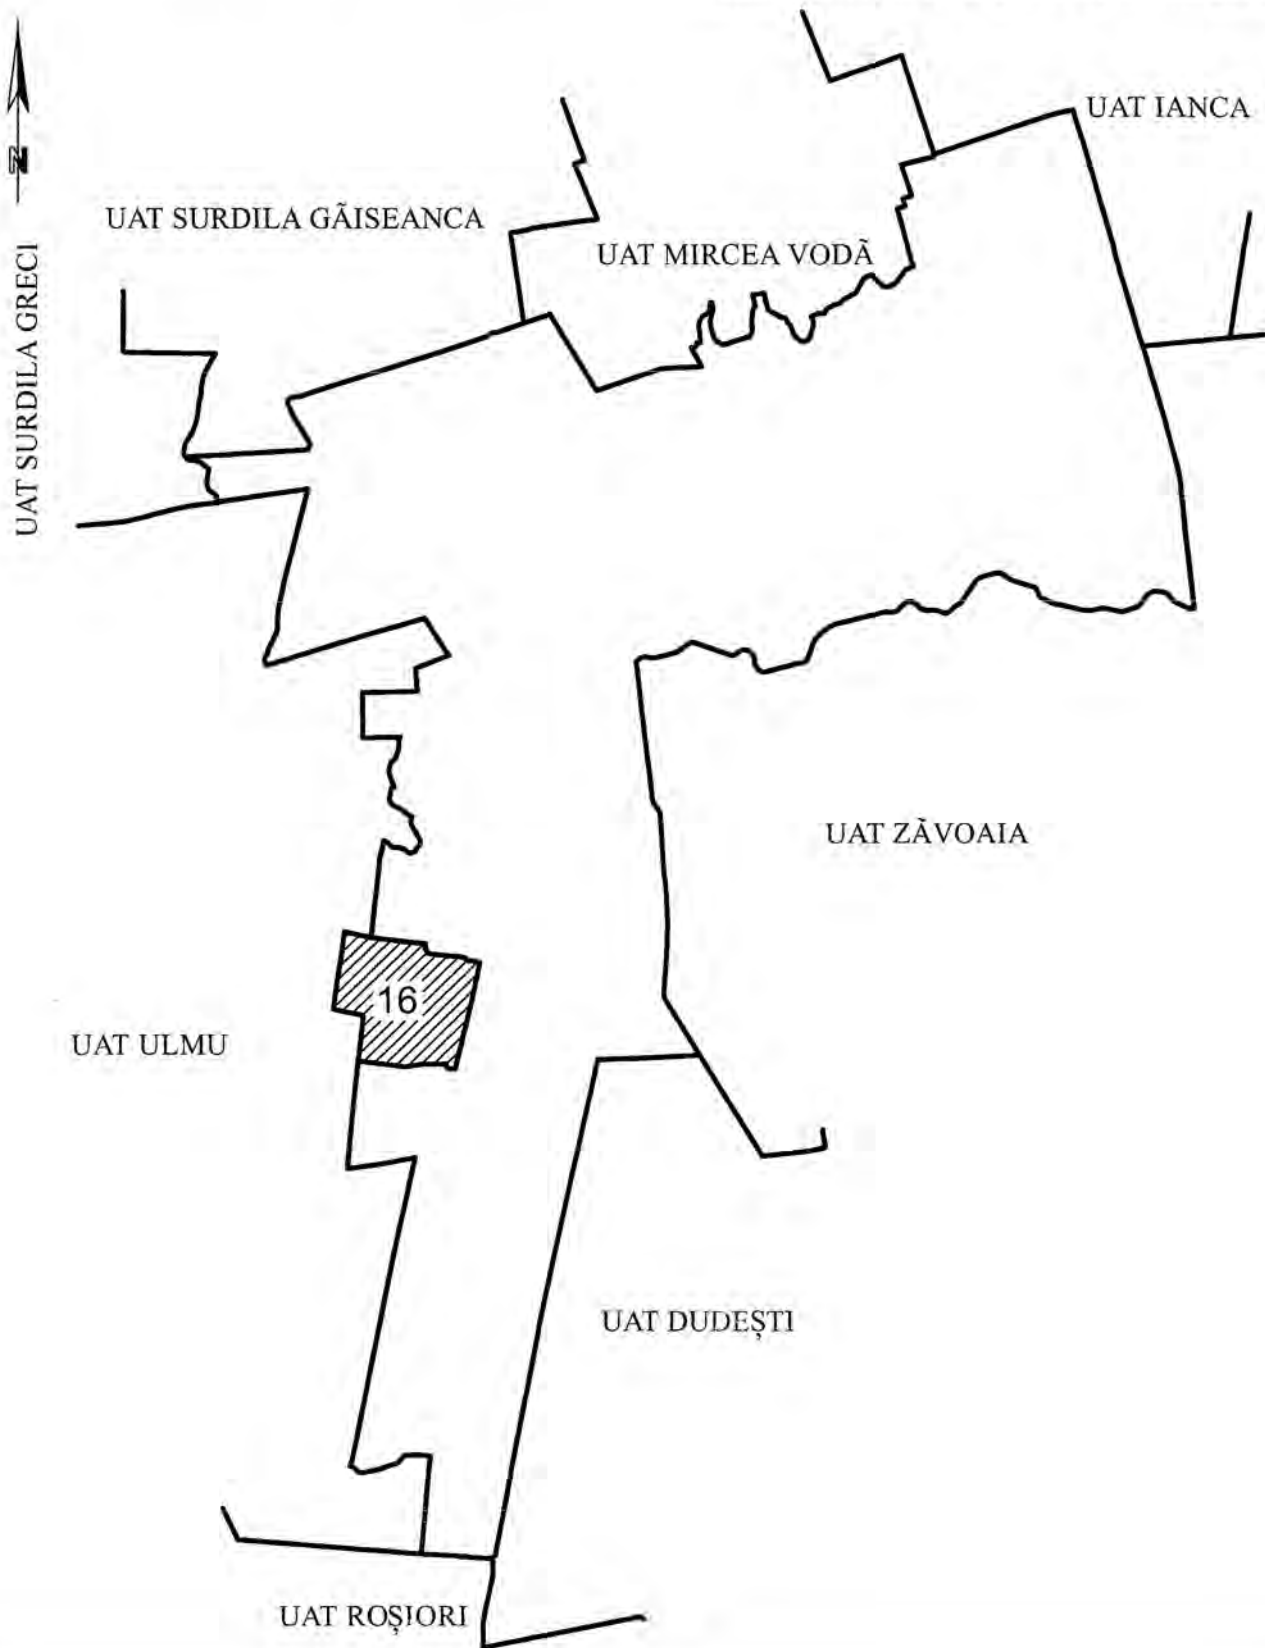 UAT IANCA
N
UAT SURDILA GÃISEANCA
UAT MIRCEA VODÃ
UAT SURDILA GRECI
UAT ZÃVOAIA
16
UAT ULMU
UAT DUDEȘTI
UAT ROȘIORI